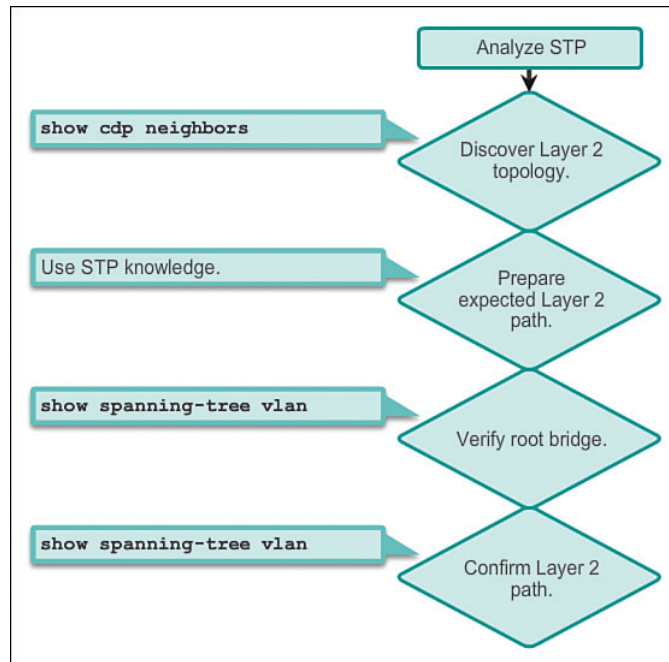 Analyze STP
show cdp neighbors
Discover Layer 2
topology.
Use STP knowledge.
Prepare
expected Layer 2
path.
show spanning-tree vlan
Verify root bridge.
show spanning-tree vlan
Confirm Layer 2
path.